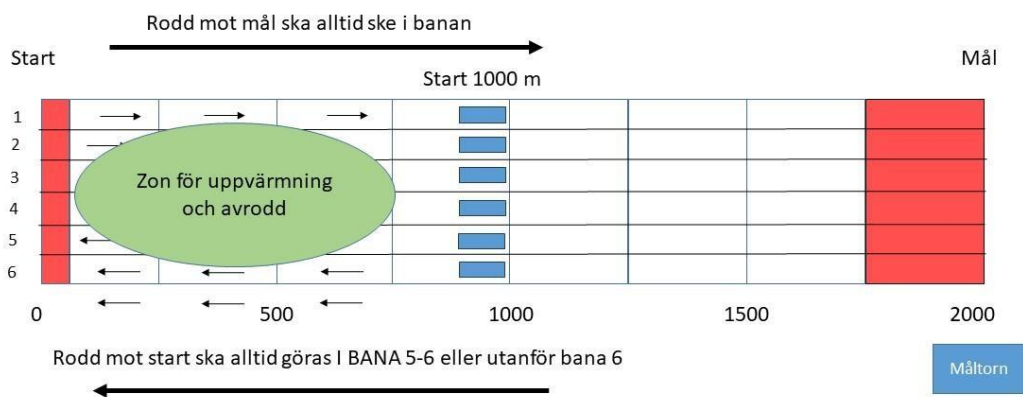 Rodd mot mål ska alltid ske i banan
Start
Mål
Start 1000 m
1
2
3
4
5
6
Zon för uppvärmning
och avrodd
0
500
1000
1500
2000
Rodd mot start ska alltid göras I BANA 5-6 eller utanför bana 6
Måltorn